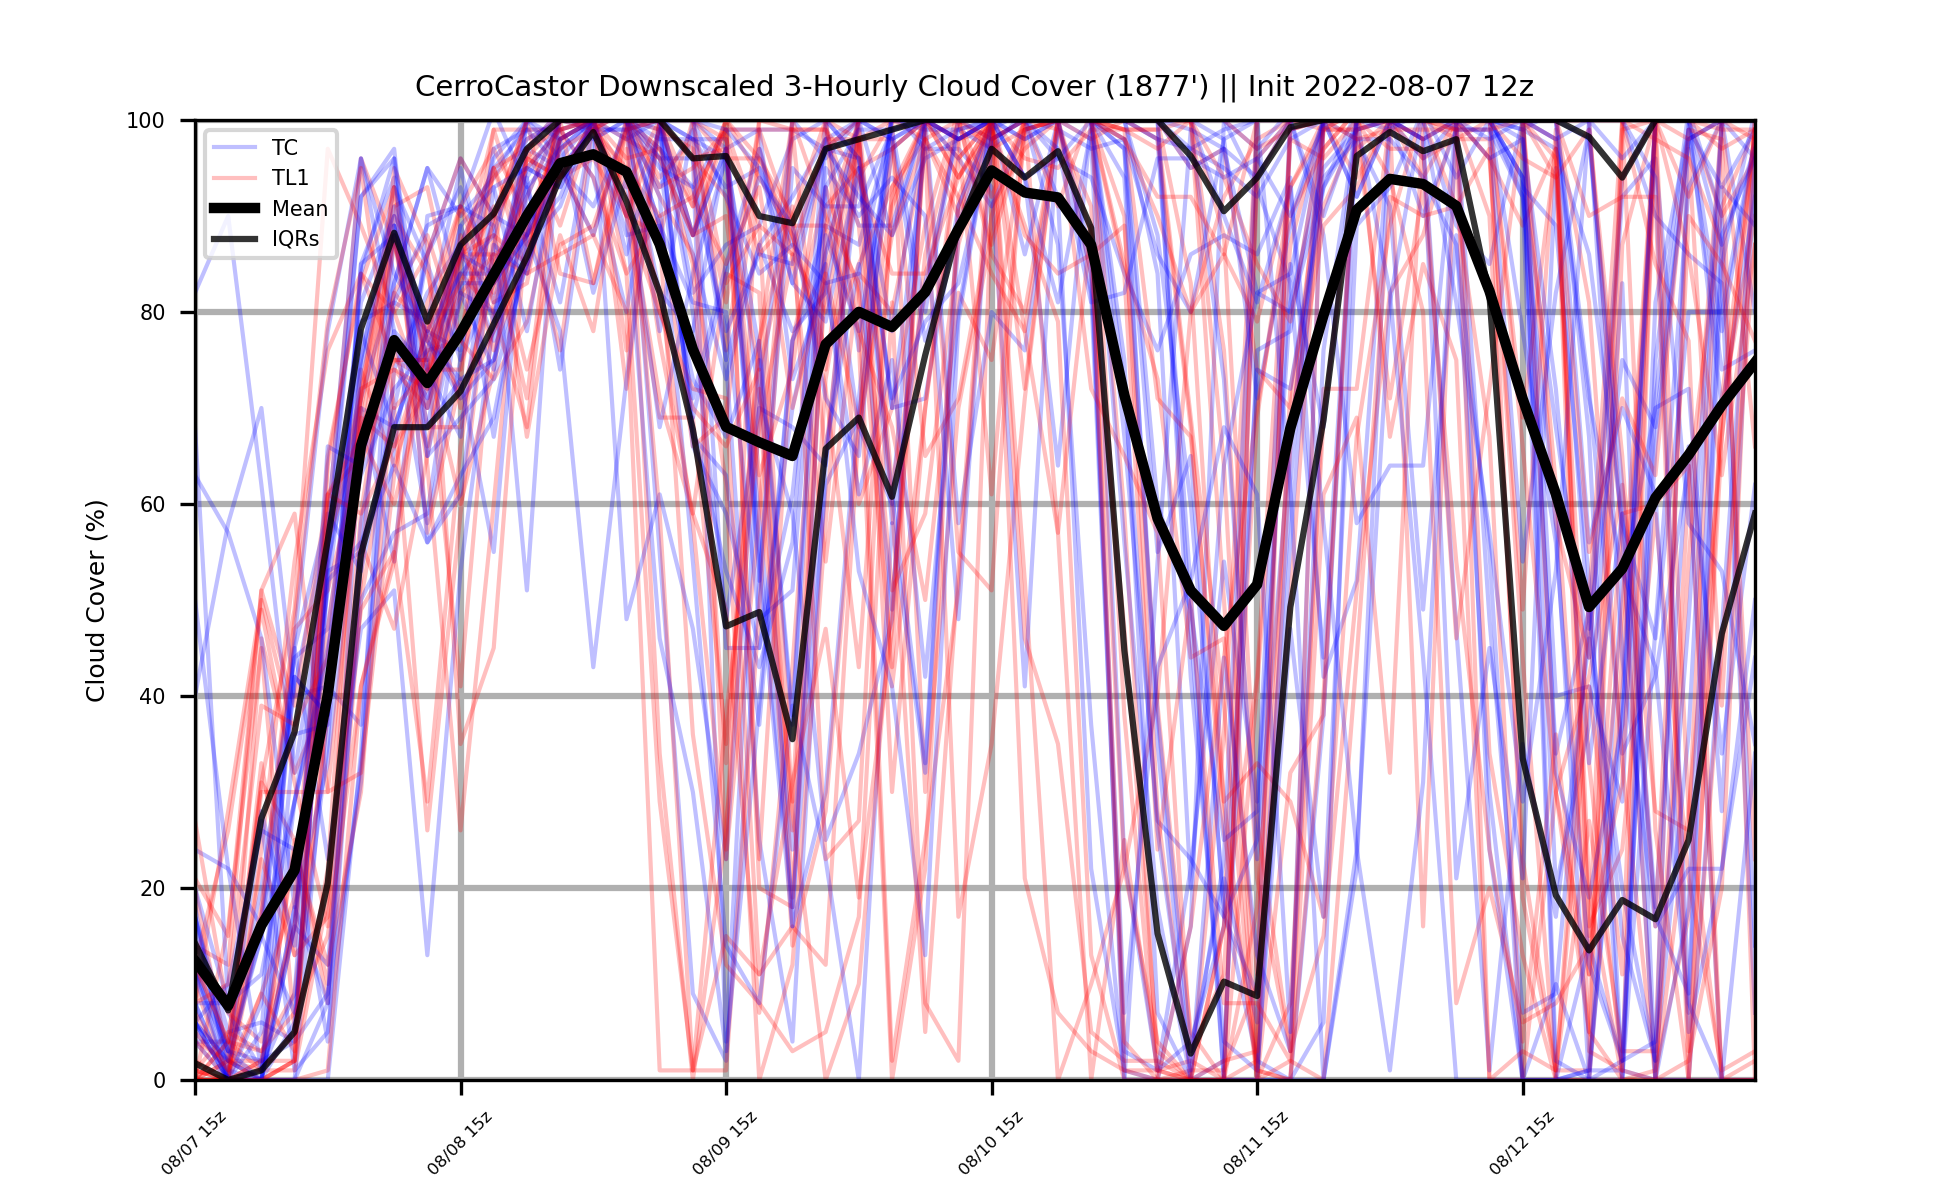 CerroCastor Downscaled 3-Hourly Cloud Cover (1877') || Init 2022-08-07 12z
TC
TL1
Mean
IQRs
Cloud Cover (%)
100
80
60
40
20
0
08/07 15z
08/08 15z
08/09 15z
08/10 15z
08/11 15z
08/12 15z